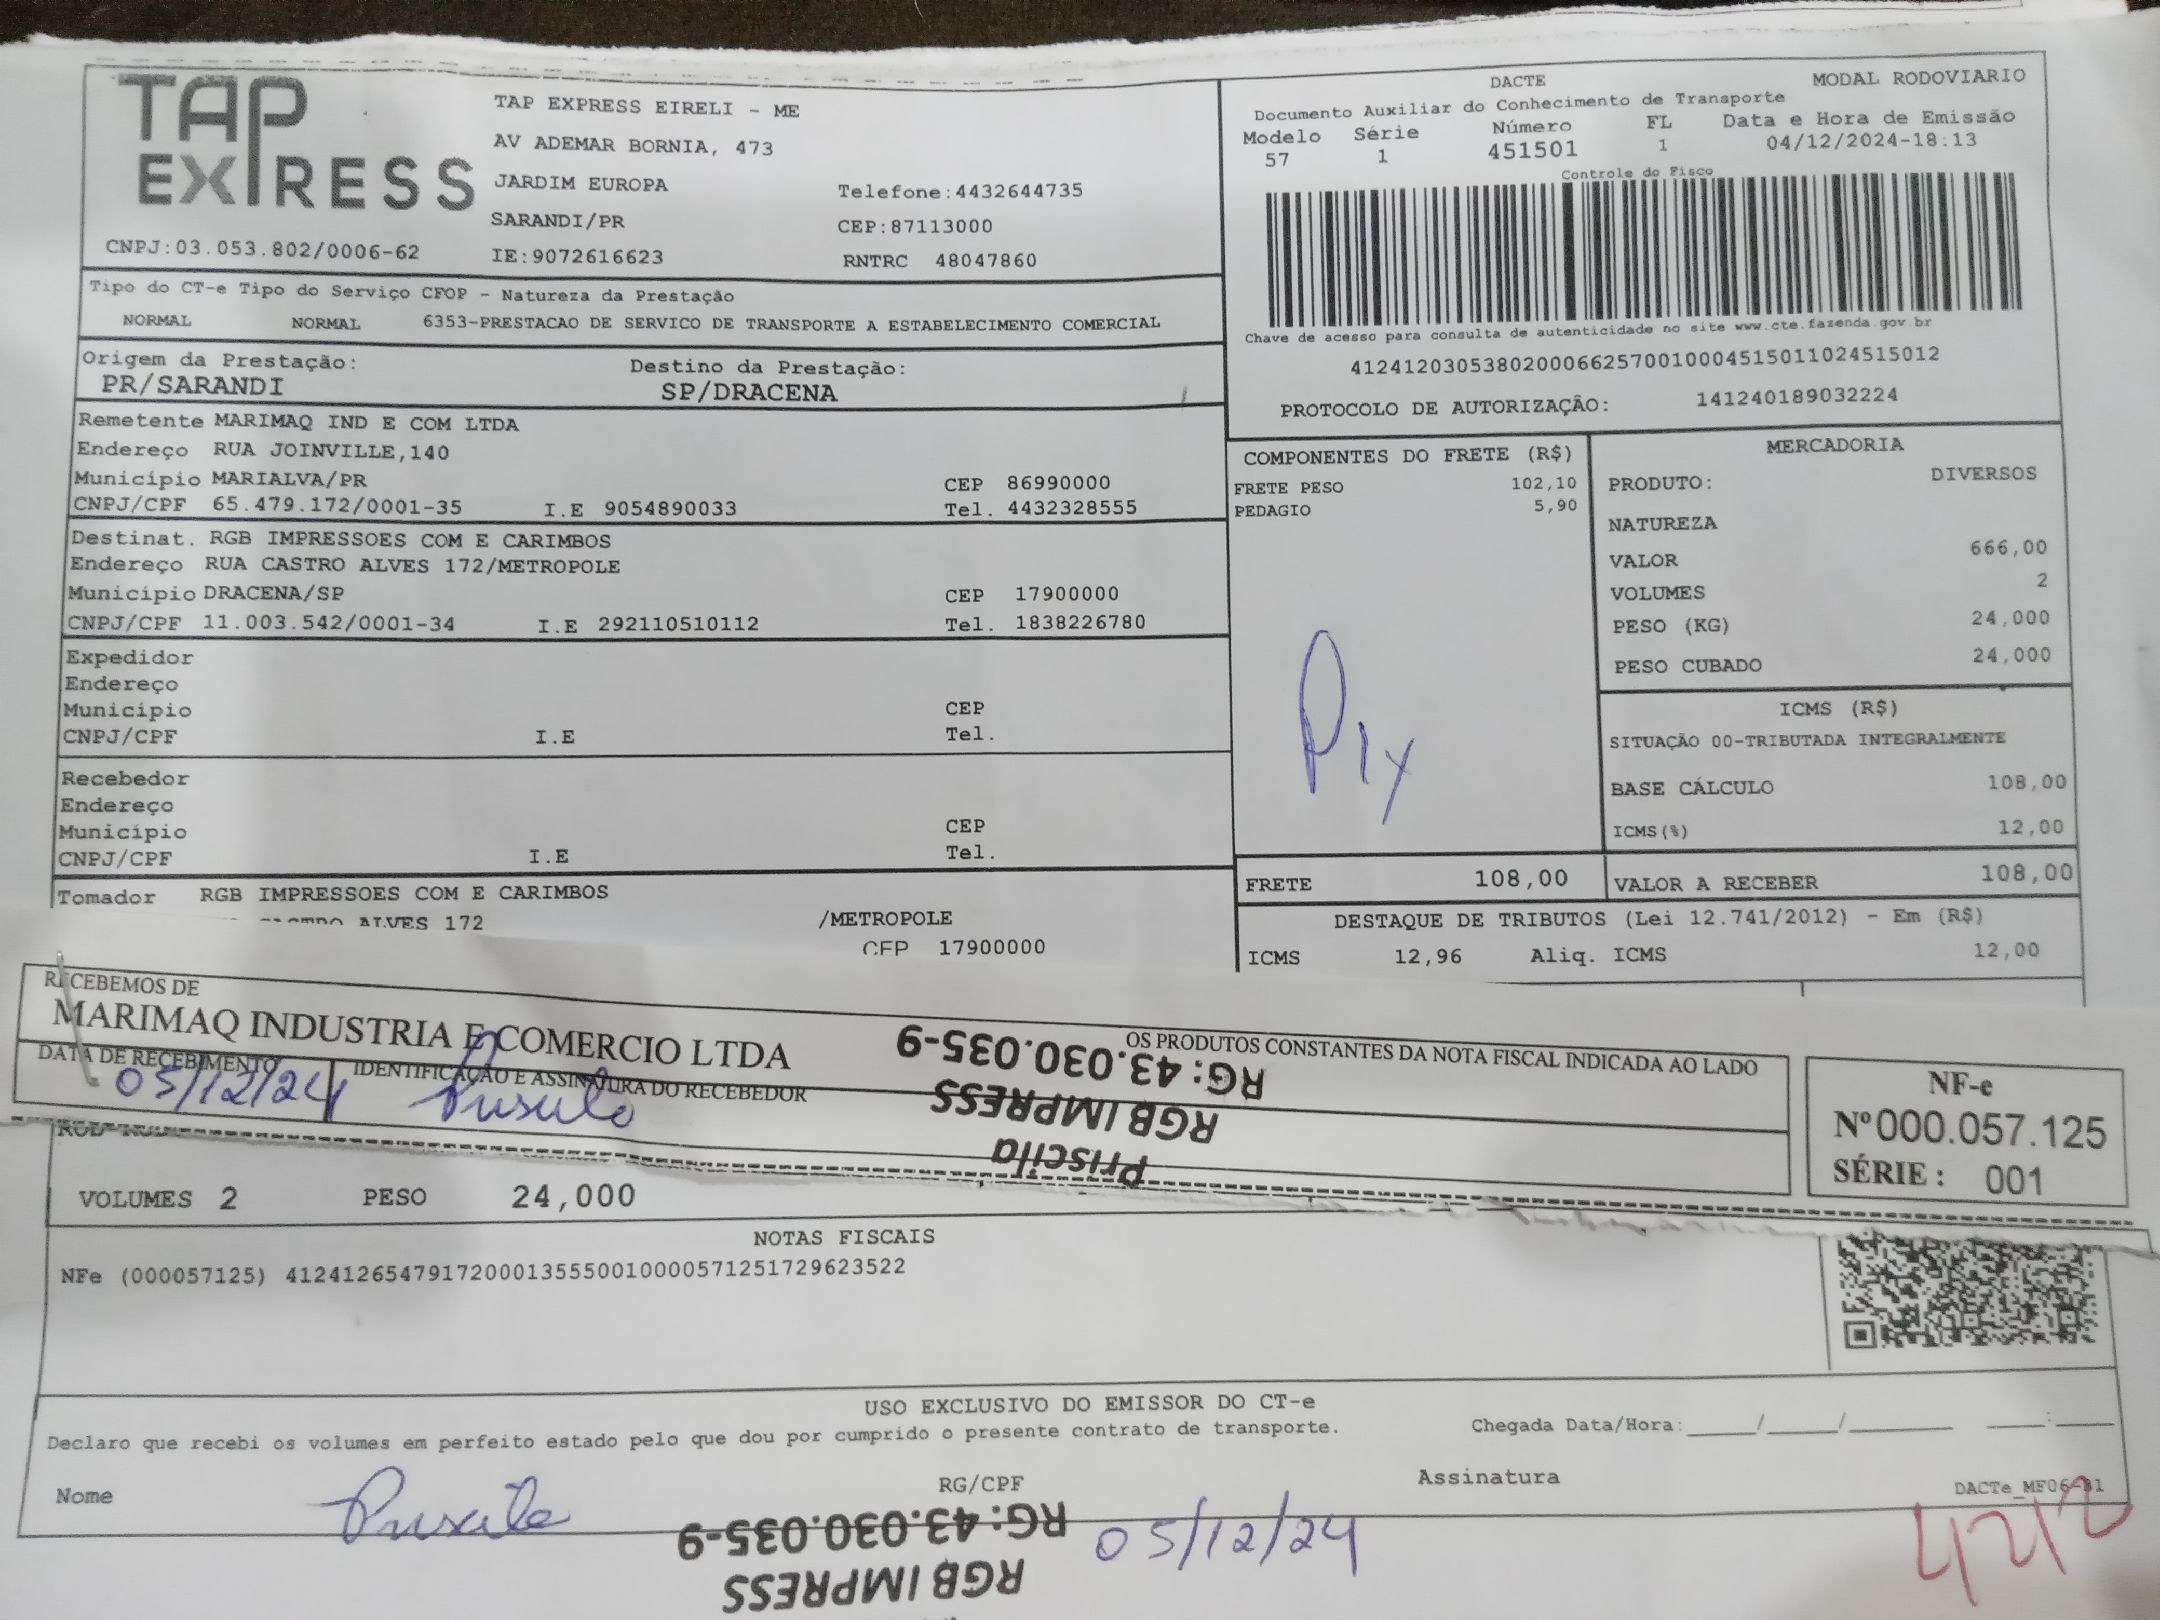 TAP
EXPRESS
CNPJ:03.053.802/0006-62
TAP EXPRESS EIRELI - ME
AV ADEMAR BORNIA, 473
JARDIM EUROPA
Telefone:4432644735
SARANDI/PR
CEP:87113000
IE:9072616623
RNTRC 48047860
DACTE
MODAL RODOVIARIO
Documento Auxiliar do Conhecimento de Transporte
Modelo Série Número FL Data e Hora de Emissão
57 1 451501 1 04/12/2024-18:13
Controle do Fisco
Chave de acesso para consulta de autenticidade no site www.cte.fazenda.gov.br
41241203053802000662570010004515011024515012
PROTOCOLO DE AUTORIZAÇÃO: 141240189032224
Tipo do CT-e Tipo do Serviço CFOP - Natureza da Prestação
NORMAL NORMAL 6353-PRESTACAO DE SERVICO DE TRANSPORTE A ESTABELECIMENTO COMERCIAL
Origem da Prestação: Destino da Prestação:
PR/SARANDI SP/DRACENA
Remetente MARIMAQ IND E COM LTDA
Endereço RUA JOINVILLE,140
Município MARIALVA/PR CEP 86990000
CNPJ/CPF 65.479.172/0001-35 I.E 9054890033 Tel. 4432328555
Destinat. RGB IMPRESSOES COM E CARIMBOS
Endereço RUA CASTRO ALVES 172/METROPOLE
Município DRACENA/SP CEP 17900000
CNPJ/CPF 11.003.542/0001-34 I.E 292110510112 Tel. 1838226780
Expedidor
Endereço
Município CEP
CNPJ/CPF I.E Tel.
Recebedor
Endereço
Município CEP
CNPJ/CPF I.E Tel.
Tomador RGB IMPRESSOES COM E CARIMBOS
ALVES 172 /METROPOLE
CEP 17900000
COMPONENTES DO FRETE (R$)
FRETE PESO 102,10
PEDAGIO 5,90
Pix
FRETE 108,00
MERCADORIA
PRODUTO: DIVERSOS
NATUREZA
VALOR 666,00
VOLUMES 2
PESO (KG) 24,000
PESO CUBADO 24,000
ICMS (R$)
SITUAÇÃO 00-TRIBUTADA INTEGRALMENTE
BASE CÁLCULO 108,00
ICMS(%) 12,00
VALOR A RECEBER 108,00
DESTAQUE DE TRIBUTOS (Lei 12.741/2012) - Em (R$)
ICMS 12,96 Aliq. ICMS 12,00
RECEBEMOS DE
MARIMAQ INDUSTRIA E COMERCIO LTDA
OS PRODUTOS CONSTANTES DA NOTA FISCAL INDICADA AO LADO
DATA DE RECEBIMENTO
05/12/24
IDENTIFICAÇÃO E ASSINATURA DO RECEBEDOR
Priscila
RG: 43.030.035-9
RGB IMPRESS
Priscila
NF-e
Nº 000.057.125
SÉRIE : 001
VOLUMES 2 PESO 24,000
NOTAS FISCAIS
NFe (000057125) 41241265479172000135550010000571251729623522
USO EXCLUSIVO DO EMISSOR DO CT-e
Declaro que recebi os volumes em perfeito estado pelo que dou por cumprido o presente contrato de transporte.
Chegada Data/Hora: ____/____/____ ___:___
Nome Priscila RG/CPF Assinatura
DACTe_MF06-81
RG: 43.030.035-9
RGB IMPRESS
05/12/24
4212